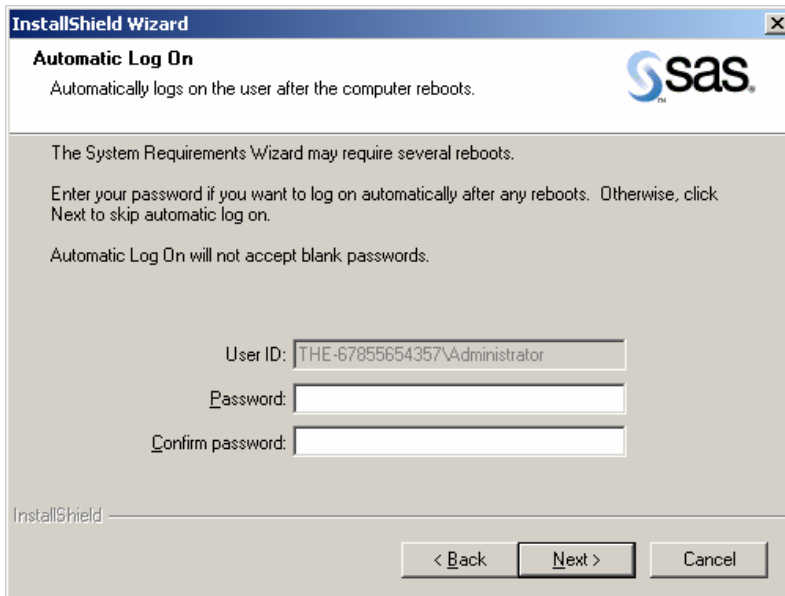 InstallShield Wizard
Automatic Log On
Automatically logs on the user after the computer reboots.
sas.
TM
The System Requirements Wizard may require several reboots.
Enter your password if you want to log on automatically after any reboots. Otherwise, click
Next to skip automatic log on.
Automatic Log On will not accept blank passwords.
User ID: THE-67855654357\Administrator
Password:
Confirm password:
InstallShield
< Back Next > Cancel